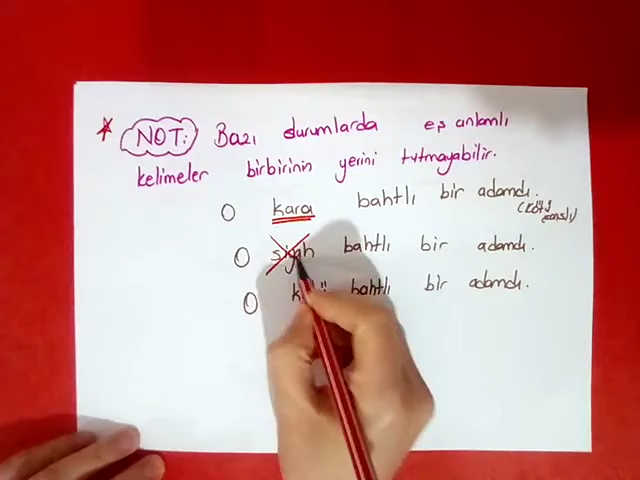 * NOT: Bazı durumlarda eş anlamlı
kelimeler birbirinin yerini tutmayabilir.
O kara bahtlı bir adamdı.
(kötü şanslı)
O siyah bahtlı bir adamdı.
O bahtlı bir adamdı.